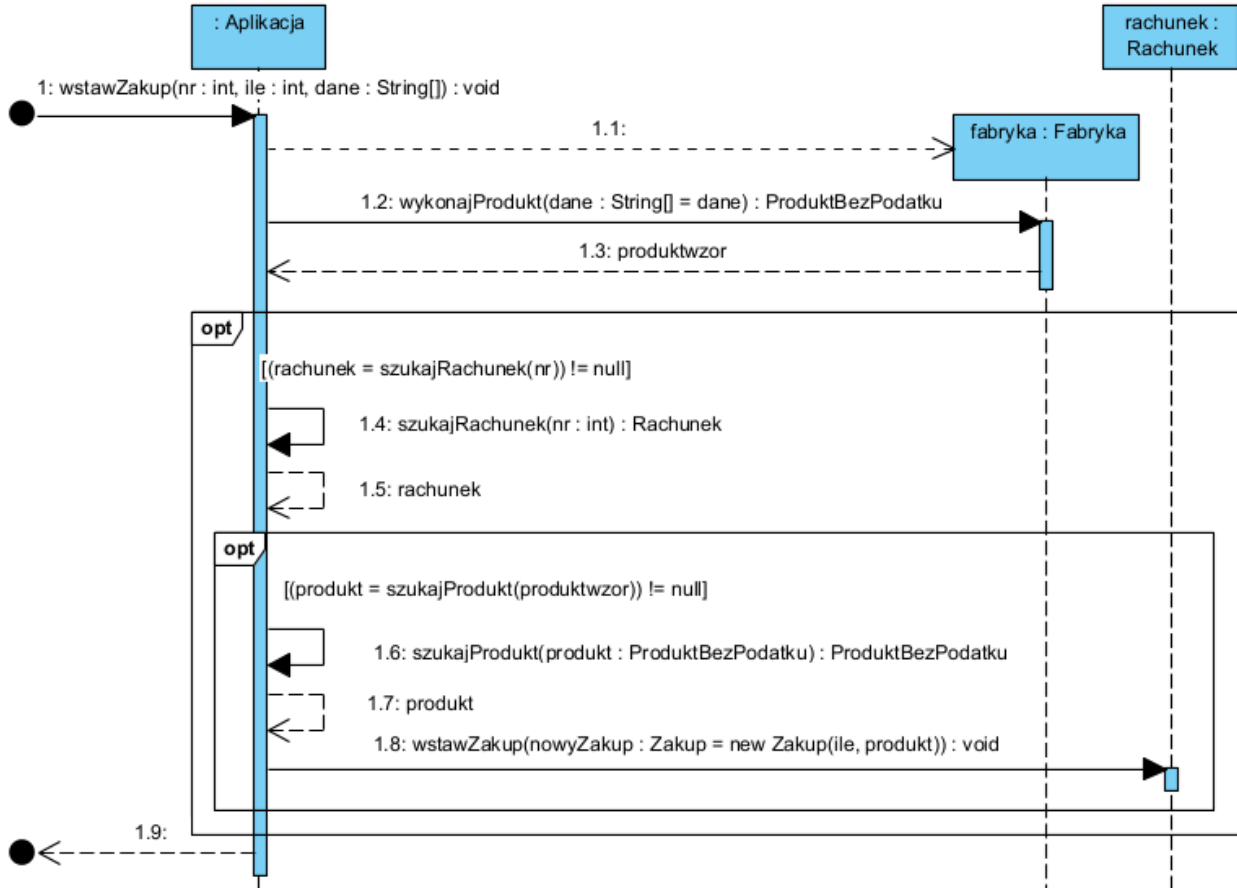 : Aplikacja
rachunek :
Rachunek
1: wstawZakup(nr : int, ile : int, dane : String[]) : void
1.1:
fabryka : Fabryka
1.2: wykonajProdukt(dane : String[] = dane) : ProduktBezPodatku
1.3: produktwzor
opt
[(rachunek = szukajRachunek(nr)) != null]
1.4: szukajRachunek(nr : int) : Rachunek
1.5: rachunek
opt
[(produkt = szukajProdukt(produktwzor)) != null]
1.6: szukajProdukt(produkt : ProduktBezPodatku) : ProduktBezPodatku
1.7: produkt
1.8: wstawZakup(nowyZakup : Zakup = new Zakup(ile, produkt)) : void
1.9: